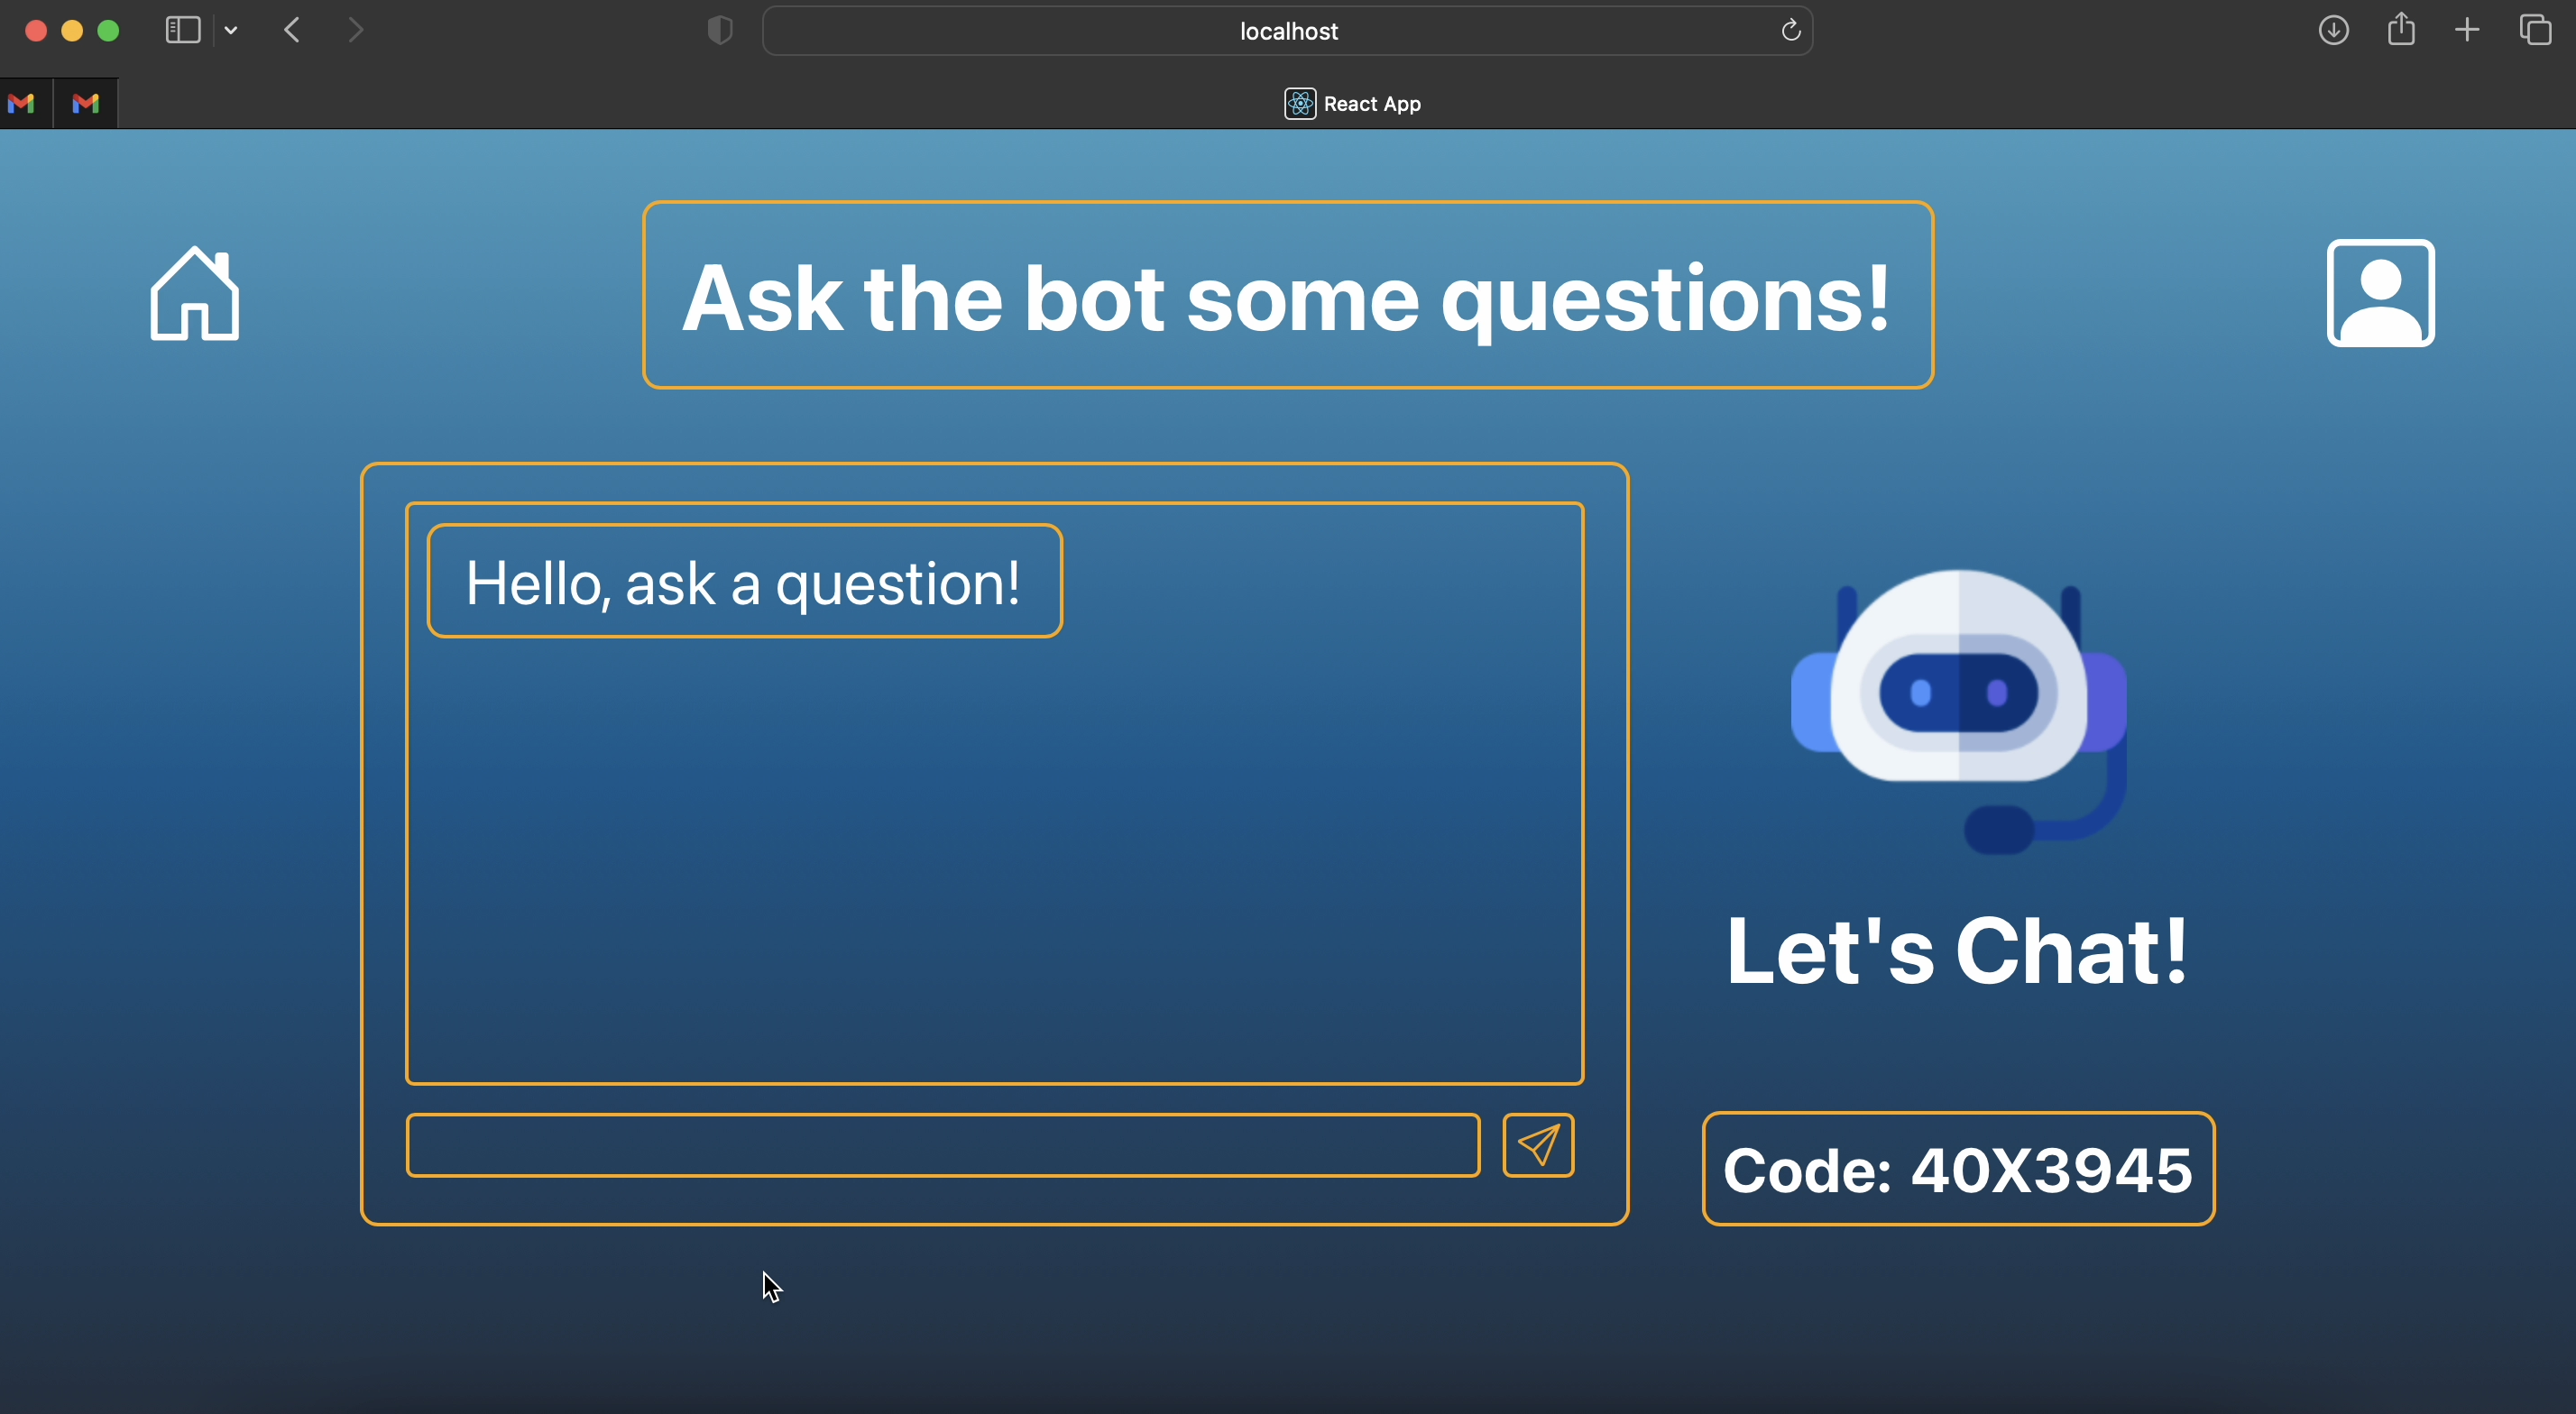 localhost
React App
Ask the bot some questions!
Hello, ask a question!
Let's Chat!
Code: 40X3945